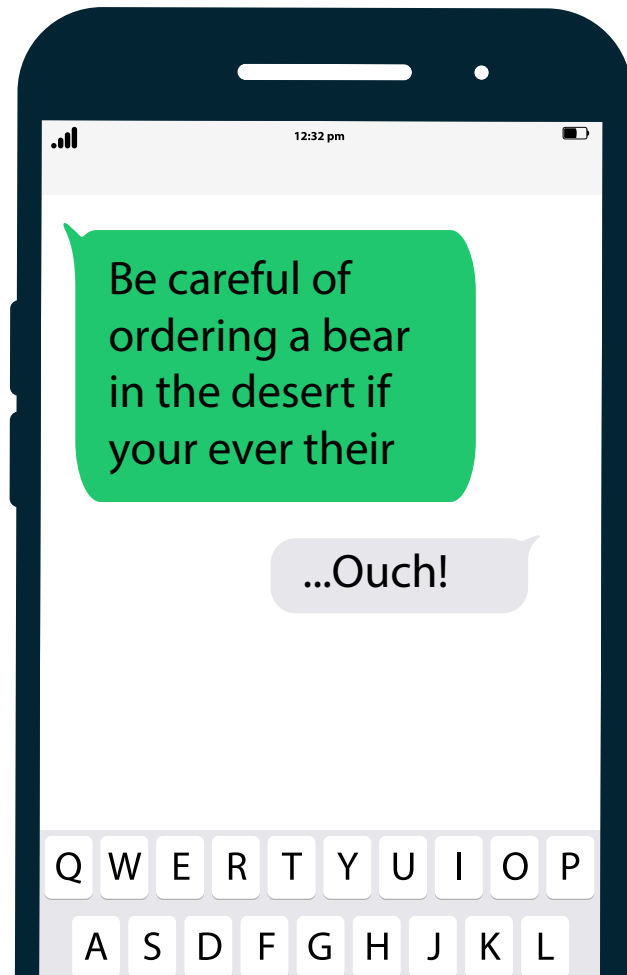 12:32 pm
Be careful of
ordering a bear
in the desert if
your ever their
...Ouch!
Q W E R T Y U I O P
A S D F G H J K L